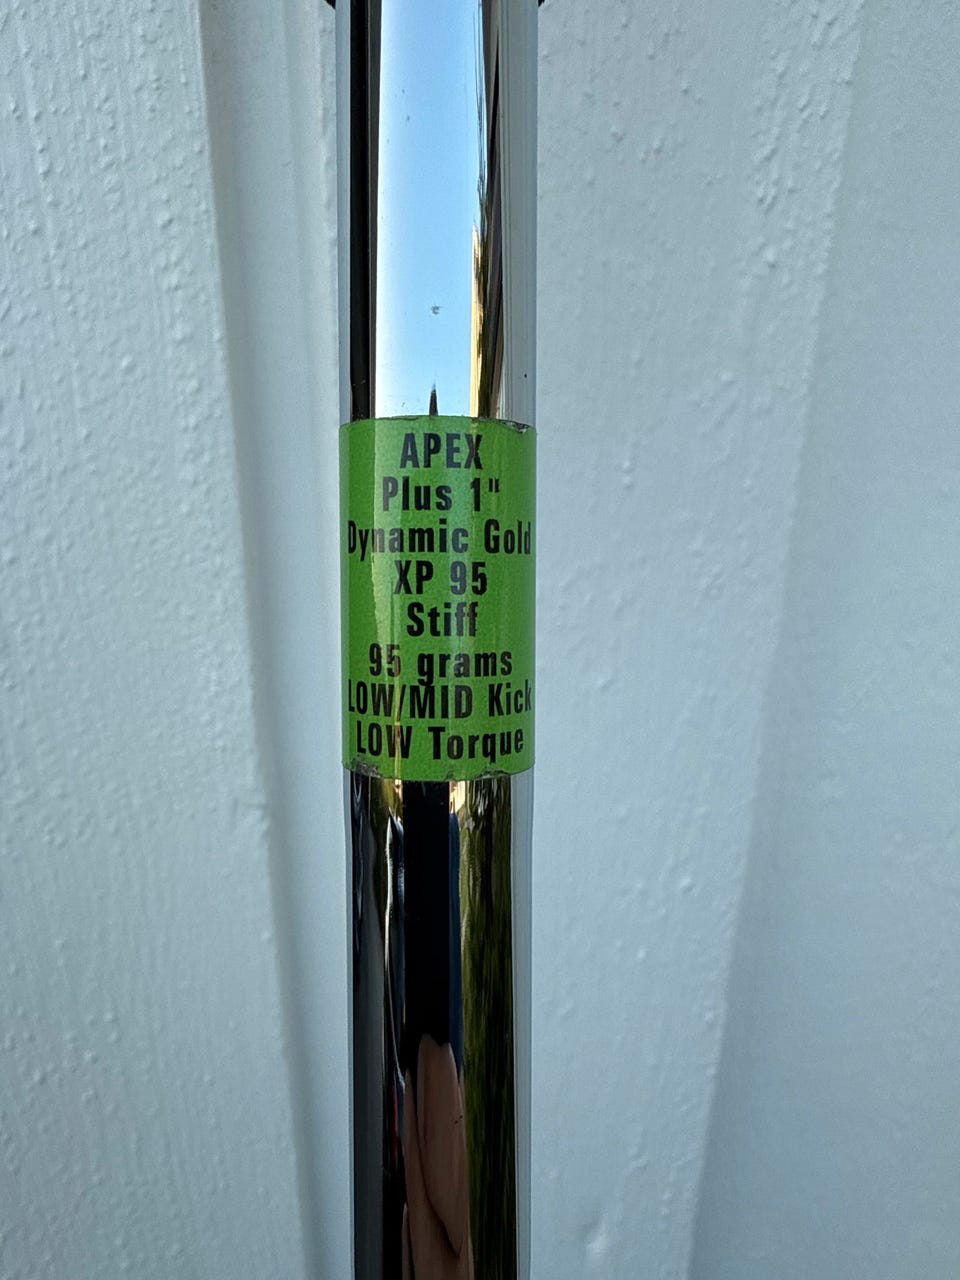 APEX
Plus 1"
Dynamic Gold
XP 95
Stiff
95 grams
LOW/MID Kick
LOW Torque